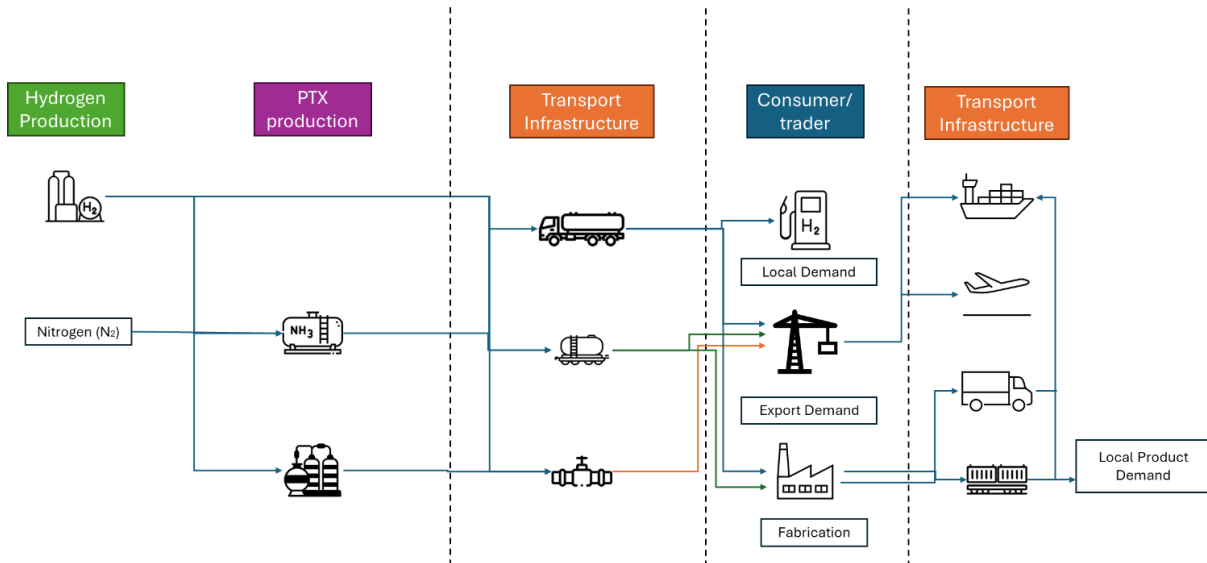 Hydrogen
Production
PTX
production
Transport
Infrastructure
Consumer/
trader
Transport
Infrastructure
H₂
H₂
Local Demand
Nitrogen (N₂)
NH₃
Export Demand
Local Product
Demand
Fabrication